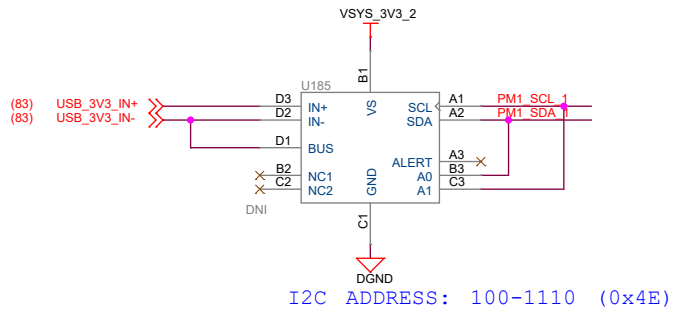 VSYS_3V3_2
U185
B1
(83) USB_3V3_IN+ D3 IN+ VS SCL A1 PM1_SCL_1
(83) USB_3V3_IN- D2 IN- SDA A2 PM1_SDA_1
D1 BUS
ALERT A3
B2 NC1 GND A0 B3
C2 NC2 A1 C3
DNI
C1
DGND
I2C ADDRESS: 100-1110 (0x4E)